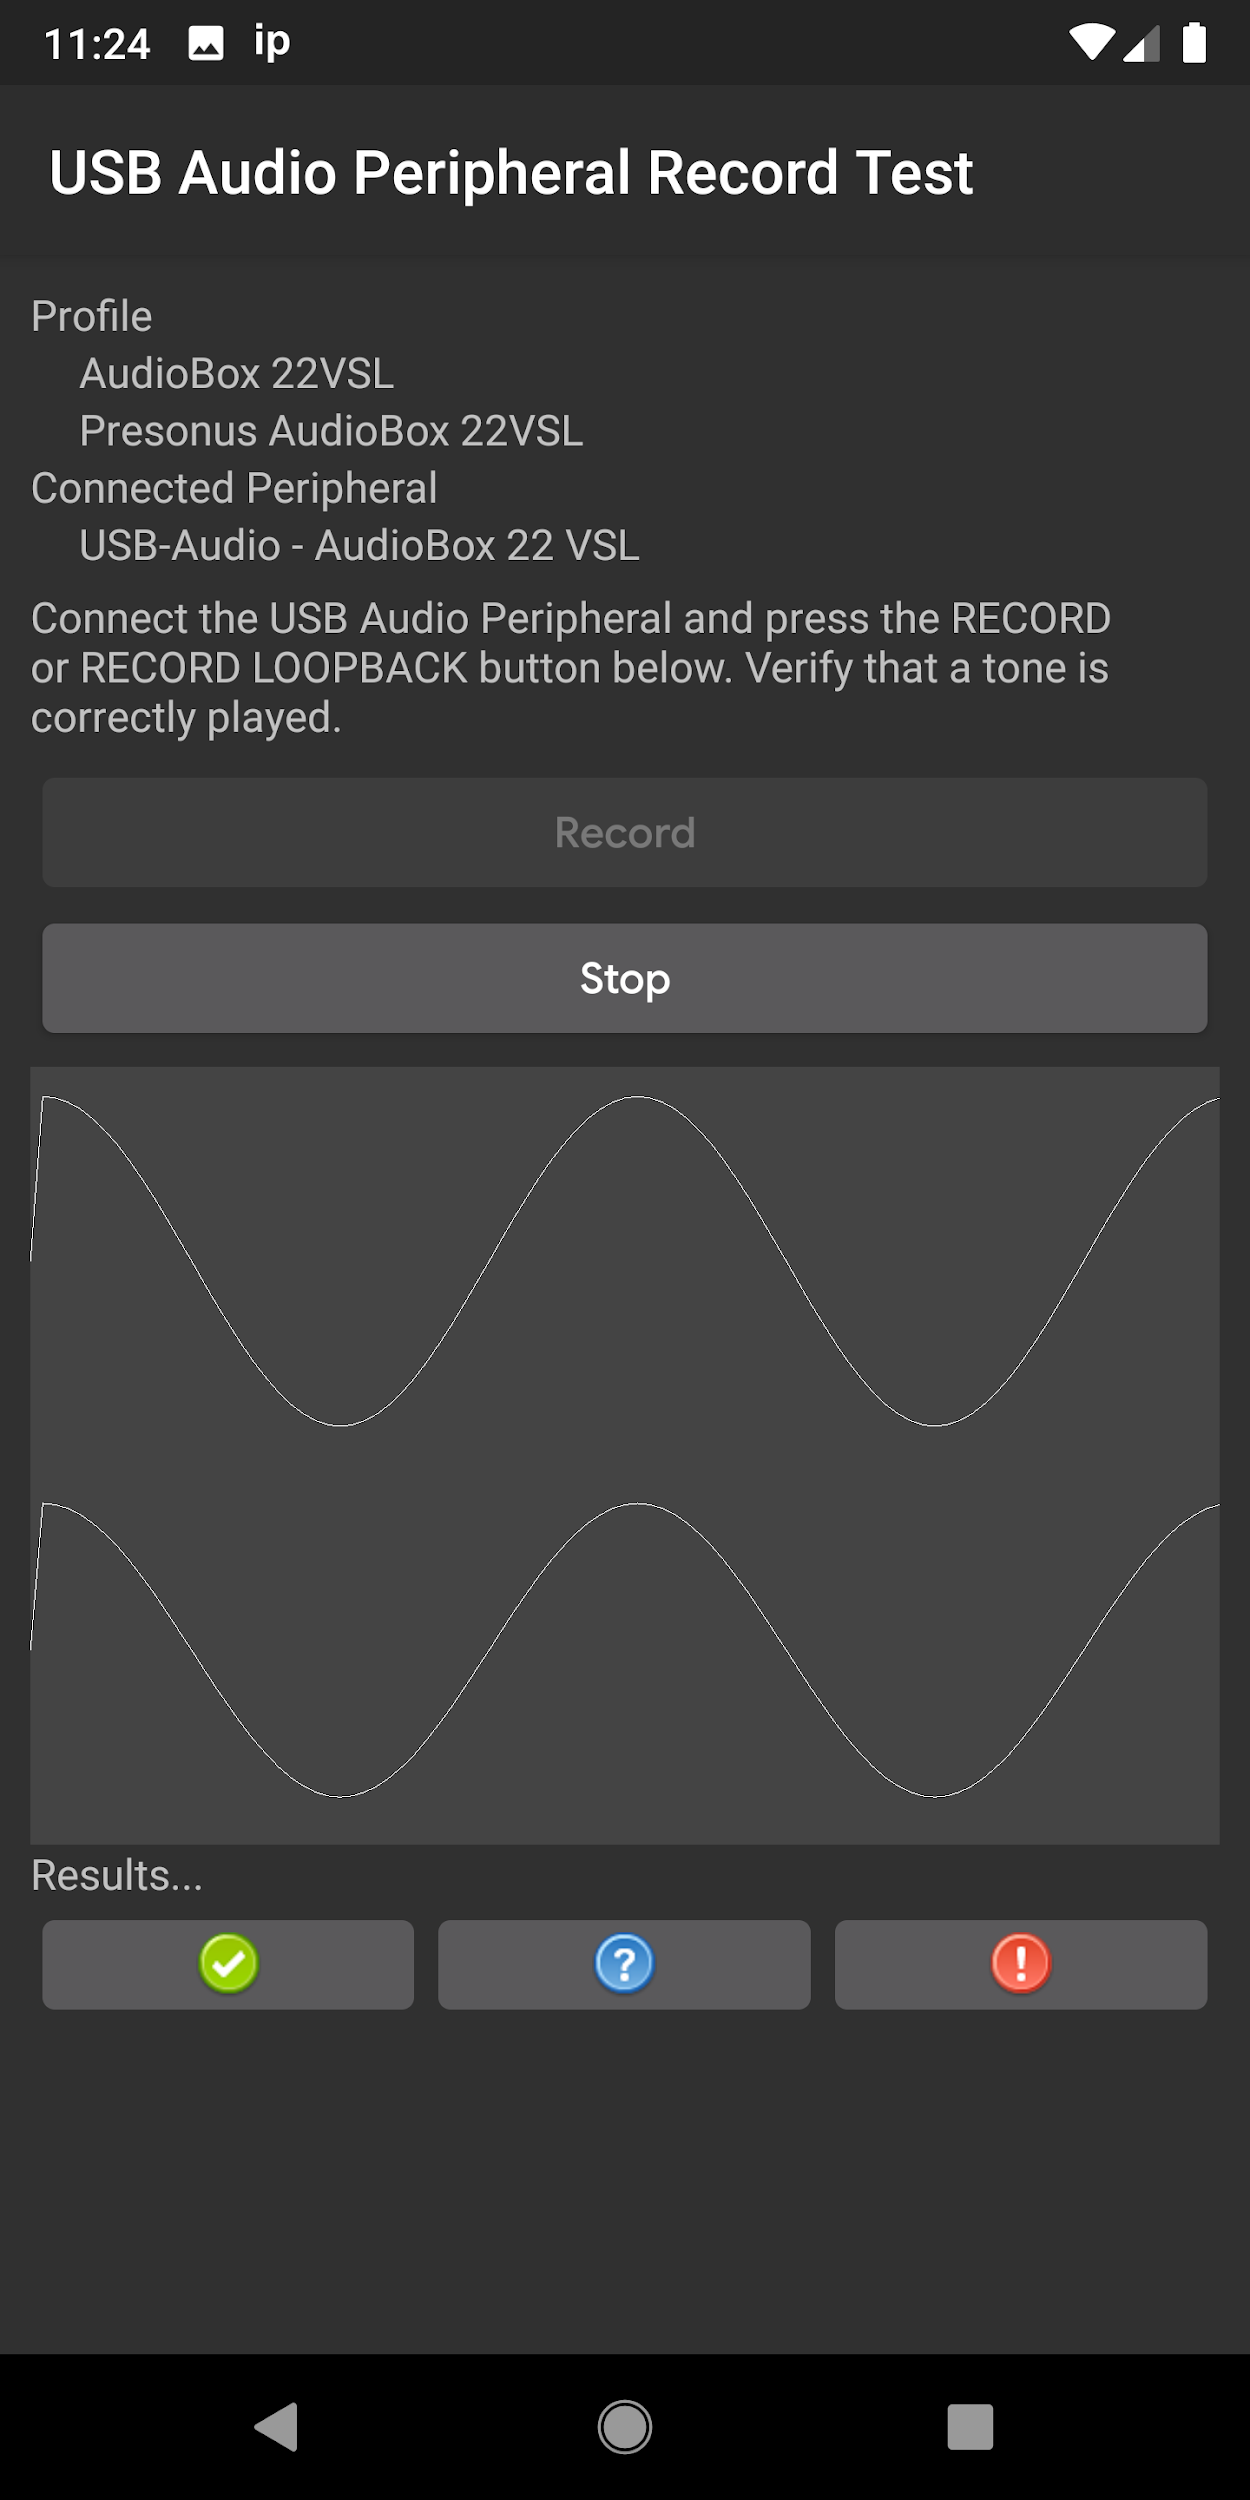 11:24 ip
USB Audio Peripheral Record Test
Profile
AudioBox 22VSL
Presonus AudioBox 22VSL
Connected Peripheral
USB-Audio - AudioBox 22 VSL
Connect the USB Audio Peripheral and press the RECORD
or RECORD LOOPBACK button below. Verify that a tone is
correctly played.
Record
Stop
Results...